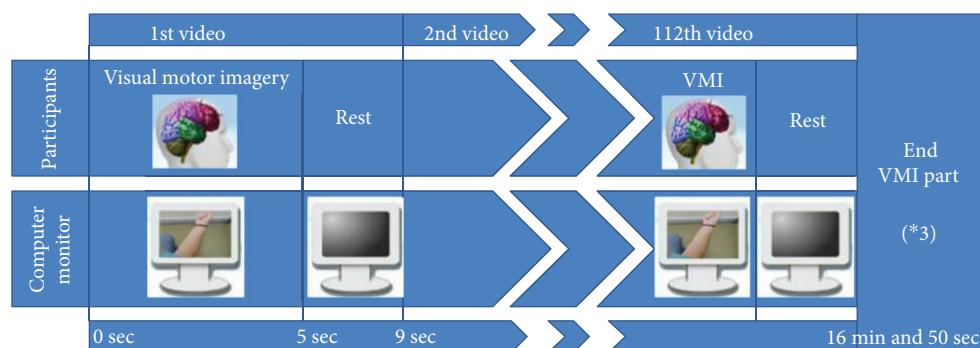 1st video
2nd video
112th video
Participants
Visual motor imagery
Rest
VMI
Rest
End
VMI part
(*3)
Computer
monitor
0 sec
5 sec
9 sec
16 min and 50 sec